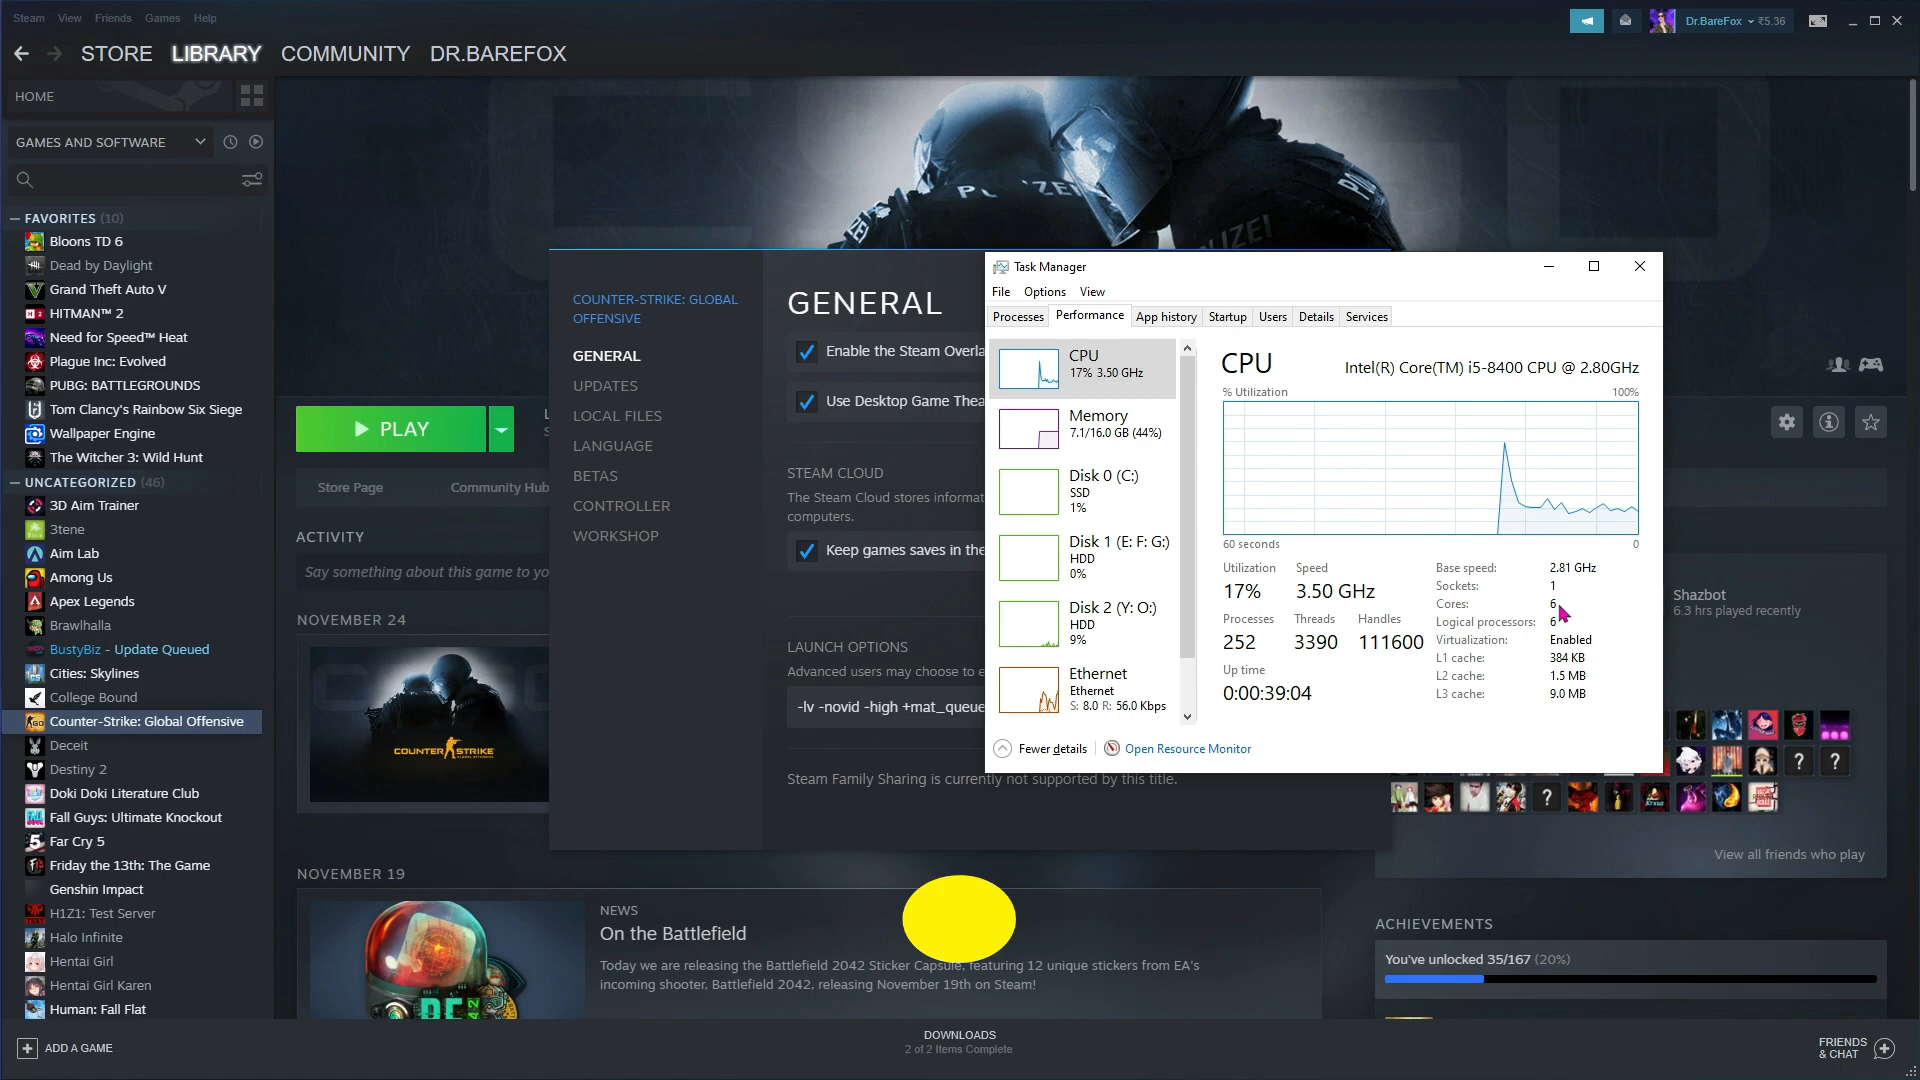 Steam View Friends Games Help
Dr.BareFox ₹5.36
STORE LIBRARY COMMUNITY DR.BAREFOX
HOME
GAMES AND SOFTWARE
FAVORITES (10)
Bloons TD 6
Dead by Daylight
Grand Theft Auto V
HITMAN™ 2
Need for Speed™ Heat
Plague Inc: Evolved
PUBG: BATTLEGROUNDS
Tom Clancy's Rainbow Six Siege
Wallpaper Engine
The Witcher 3: Wild Hunt
UNCATEGORIZED (46)
3D Aim Trainer
3tene
Aim Lab
Among Us
Apex Legends
Brawlhalla
BustyBiz - Update Queued
Cities: Skylines
College Bound
Counter-Strike: Global Offensive
Deceit
Destiny 2
Doki Doki Literature Club
Fall Guys: Ultimate Knockout
Far Cry 5
Friday the 13th: The Game
Genshin Impact
H1Z1: Test Server
Halo Infinite
Hentai Girl
Hentai Girl Karen
Human: Fall Flat
ADD A GAME
PLAY
Store Page Community Hub
ACTIVITY
Say something about this game to yo
NOVEMBER 24
COUNTER STRIKE
NOVEMBER 19
NEWS
On the Battlefield
Today we are releasing the Battlefield 2042 Sticker Capsule, featuring 12 unique stickers from EA's
incoming shooter, Battlefield 2042, releasing November 19th on Steam!
COUNTER-STRIKE: GLOBAL
OFFENSIVE
GENERAL
UPDATES
LOCAL FILES
LANGUAGE
BETAS
CONTROLLER
WORKSHOP
GENERAL
Enable the Steam Overla
Use Desktop Game Thea
STEAM CLOUD
The Steam Cloud stores informat
computers.
Keep games saves in the
LAUNCH OPTIONS
Advanced users may choose to e
-lv -novid -high +mat_queue
Steam Family Sharing is currently not supported by this title.
Task Manager
File Options View
Processes Performance App history Startup Users Details Services
CPU
17% 3.50 GHz
Memory
7.1/16.0 GB (44%)
Disk 0 (C:)
SSD
1%
Disk 1 (E: F: G:)
HDD
0%
Disk 2 (Y: O:)
HDD
9%
Ethernet
Ethernet
S: 8.0 R: 56.0 Kbps
CPU Intel(R) Core(TM) i5-8400 CPU @ 2.80GHz
% Utilization 100%
60 seconds 0
Utilization Speed
17% 3.50 GHz
Processes Threads Handles
252 3390 111600
Up time
0:00:39:04
Base speed: 2.81 GHz
Sockets: 1
Cores: 6
Logical processors: 6
Virtualization: Enabled
L1 cache: 384 KB
L2 cache: 1.5 MB
L3 cache: 9.0 MB
Fewer details Open Resource Monitor
Shazbot
6.3 hrs played recently
View all friends who play
ACHIEVEMENTS
You've unlocked 35/167 (20%)
DOWNLOADS
2 of 2 Items Complete
FRIENDS
& CHAT